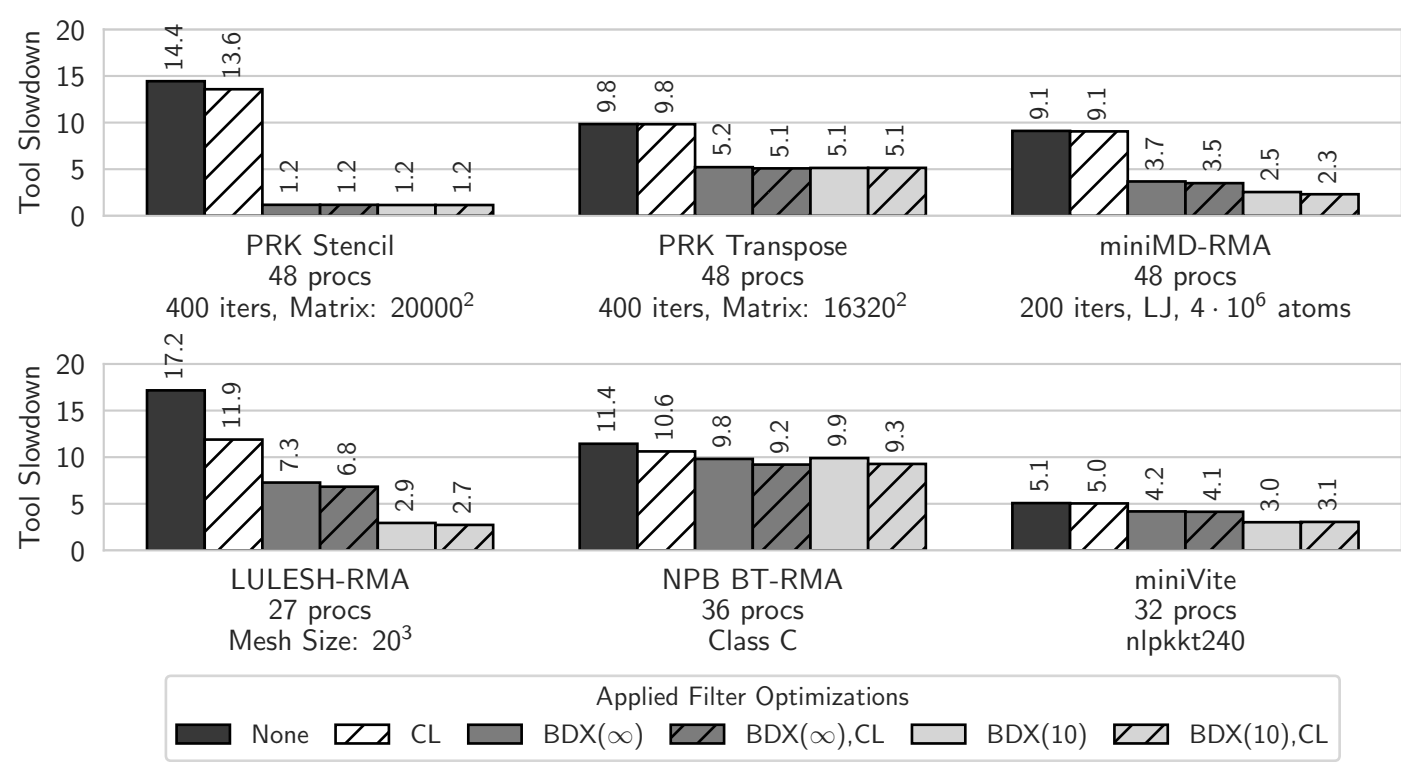 Tool Slowdown
20
15
10
5
0
14.4
13.6
1.2
1.2
1.2
1.2
9.8
9.8
5.2
5.1
5.1
5.1
9.1
9.1
3.7
3.5
2.5
2.3
PRK Stencil
48 procs
400 iters, Matrix: 20000²
PRK Transpose
48 procs
400 iters, Matrix: 16320²
miniMD-RMA
48 procs
200 iters, LJ, 4 · 10⁶ atoms
Tool Slowdown
20
15
10
5
0
17.2
11.9
7.3
6.8
2.9
2.7
11.4
10.6
9.8
9.2
9.9
9.3
5.1
5.0
4.2
4.1
3.0
3.1
LULESH-RMA
27 procs
Mesh Size: 20³
NPB BT-RMA
36 procs
Class C
miniVite
32 procs
nlpkkt240
Applied Filter Optimizations
None CL BDX(∞) BDX(∞),CL BDX(10) BDX(10),CL